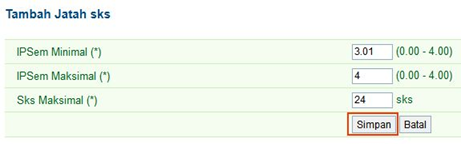 Tambah Jatah sks
IPSem Minimal (*) 3.01 (0.00 - 4.00)
IPSem Maksimal (*) 4 (0.00 - 4.00)
Sks Maksimal (*) 24 sks
Simpan Batal